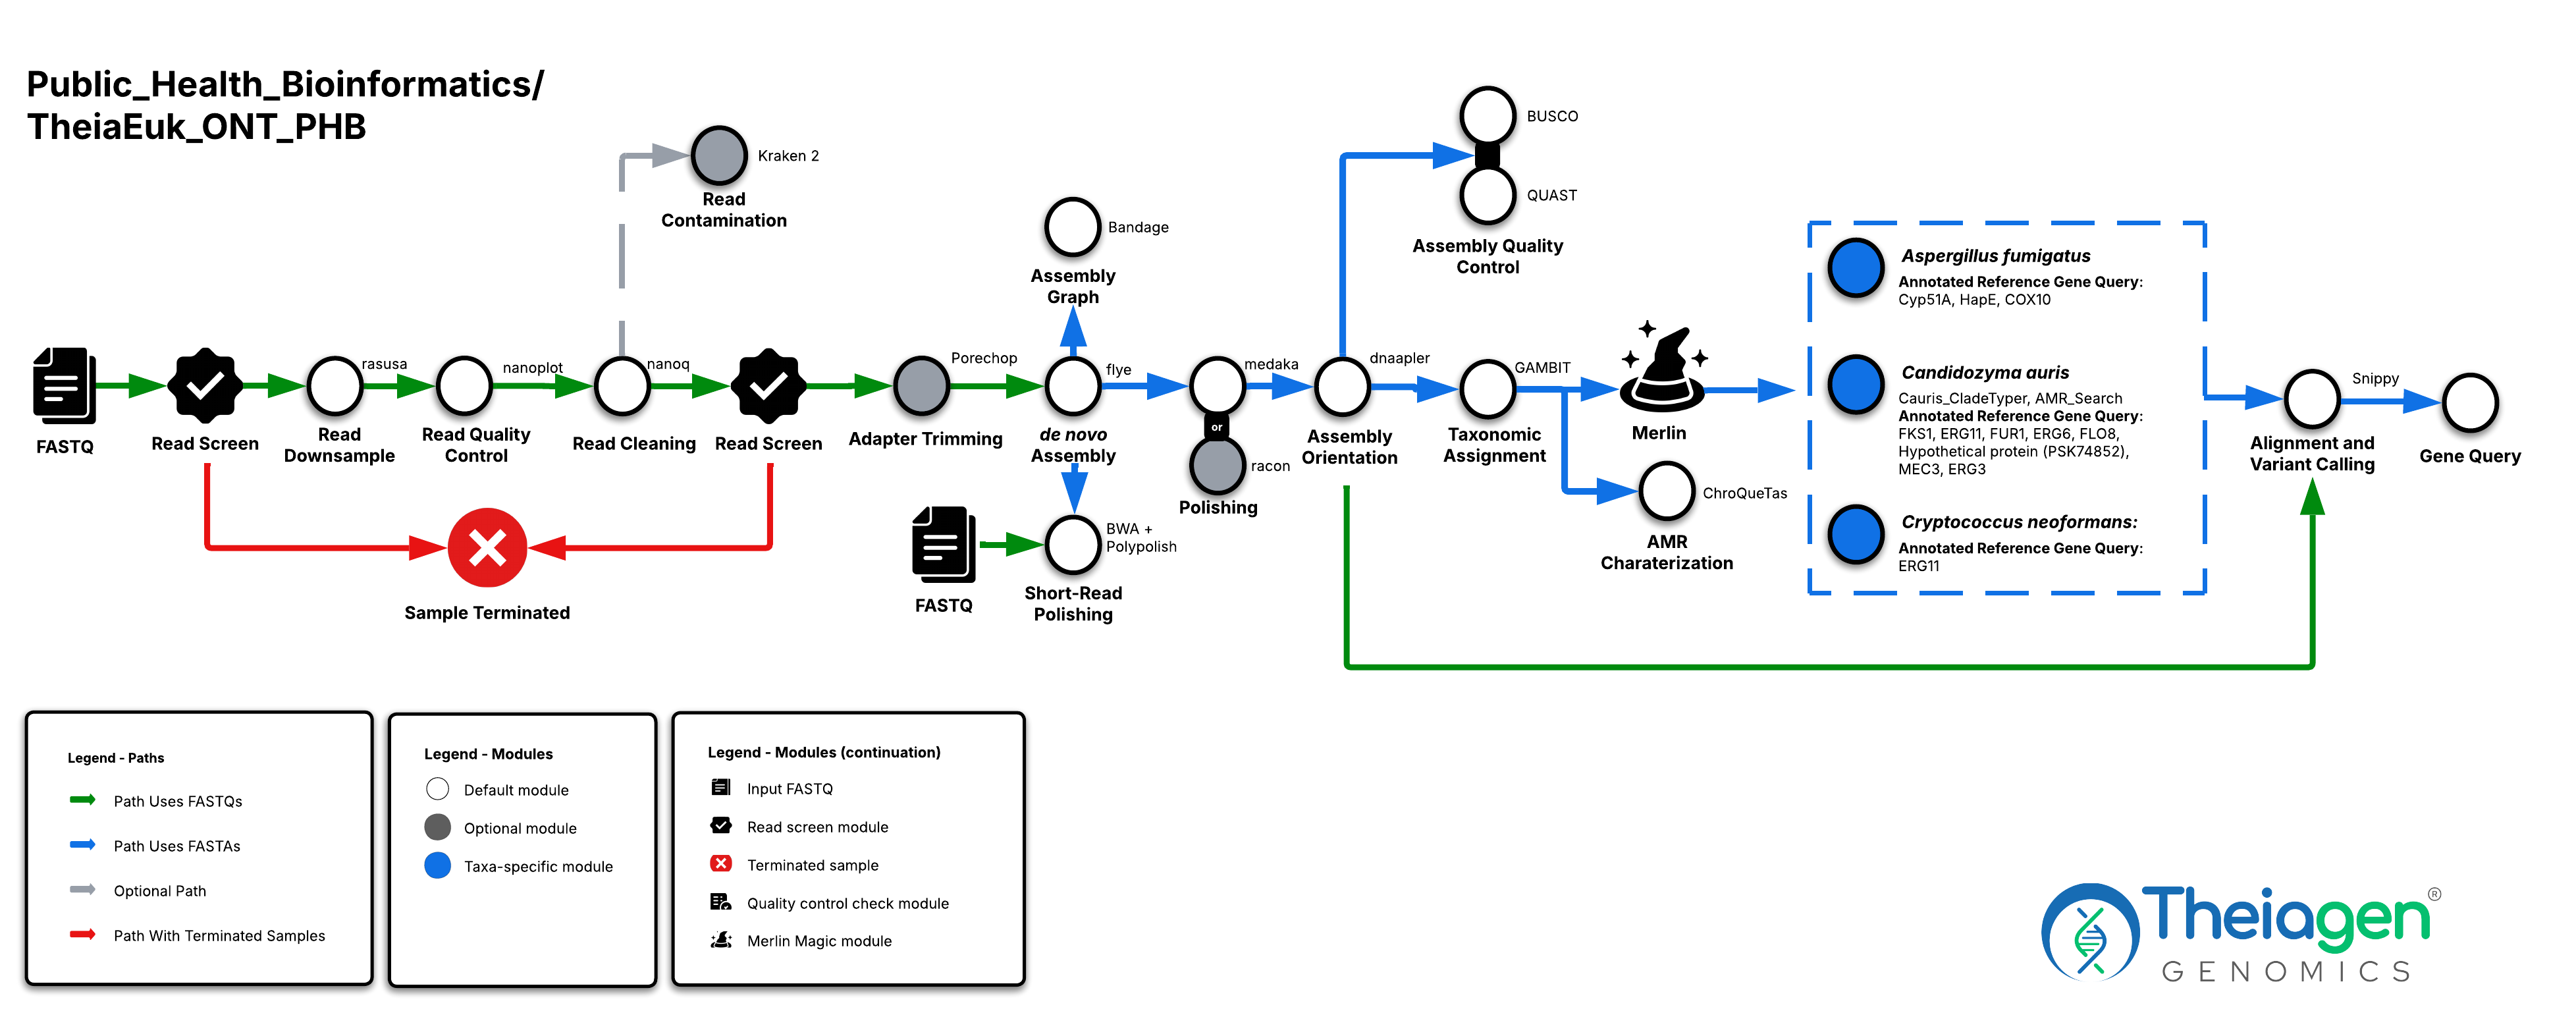 Public_Health_Bioinformatics/
TheiaEuk_ONT_PHB
Kraken 2
Read
Contamination
Bandage
Assembly
Graph
BUSCO
QUAST
Assembly Quality
Control
FASTQ
Read Screen
rasusa
Read
Downsample
nanoplot
Read Quality
Control
nanoq
Read Cleaning
Read Screen
Porechop
Adapter Trimming
flye
de novo
Assembly
medaka
or
racon
Polishing
dnaapler
Assembly
Orientation
GAMBIT
Taxonomic
Assignment
Merlin
ChroQueTas
AMR
Charaterization
Sample Terminated
FASTQ
BWA +
Polypolish
Short-Read
Polishing
Aspergillus fumigatus
Annotated Reference Gene Query:
Cyp51A, HapE, COX10
Candidozyma auris
Cauris_CladeTyper, AMR_Search
Annotated Reference Gene Query:
FKS1, ERG11, FUR1, ERG6, FLO8,
Hypothetical protein (PSK74852),
MEC3, ERG3
Cryptococcus neoformans:
Annotated Reference Gene Query:
ERG11
Snippy
Alignment and
Variant Calling
Gene Query
Legend - Paths
Path Uses FASTQs
Path Uses FASTAs
Optional Path
Path With Terminated Samples
Legend - Modules
Default module
Optional module
Taxa-specific module
Legend - Modules (continuation)
Input FASTQ
Read screen module
Terminated sample
Quality control check module
Merlin Magic module
Theiagen®
GENOMICS